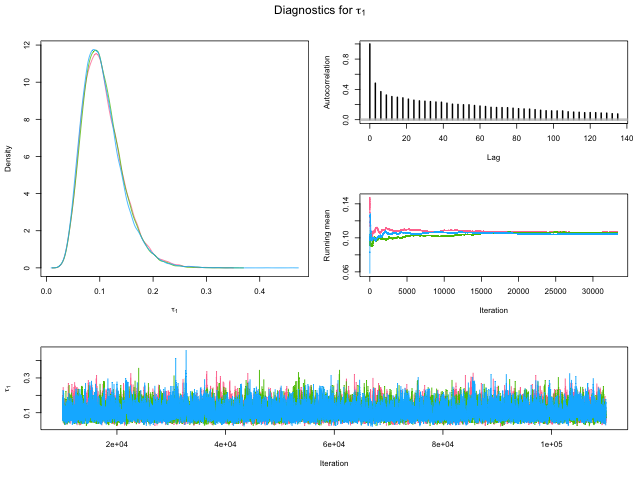 Diagnostics for τ₁
Density
0 2 4 6 8 10 12
0.0 0.1 0.2 0.3 0.4
τ₁
Autocorrelation
0.0 0.4 0.8
0 20 40 60 80 100 120 140
Lag
Running mean
0.06 0.10 0.14
0 5000 10000 15000 20000 25000 30000
Iteration
τ₁
0.1 0.3
2e+04 4e+04 6e+04 8e+04 1e+05
Iteration